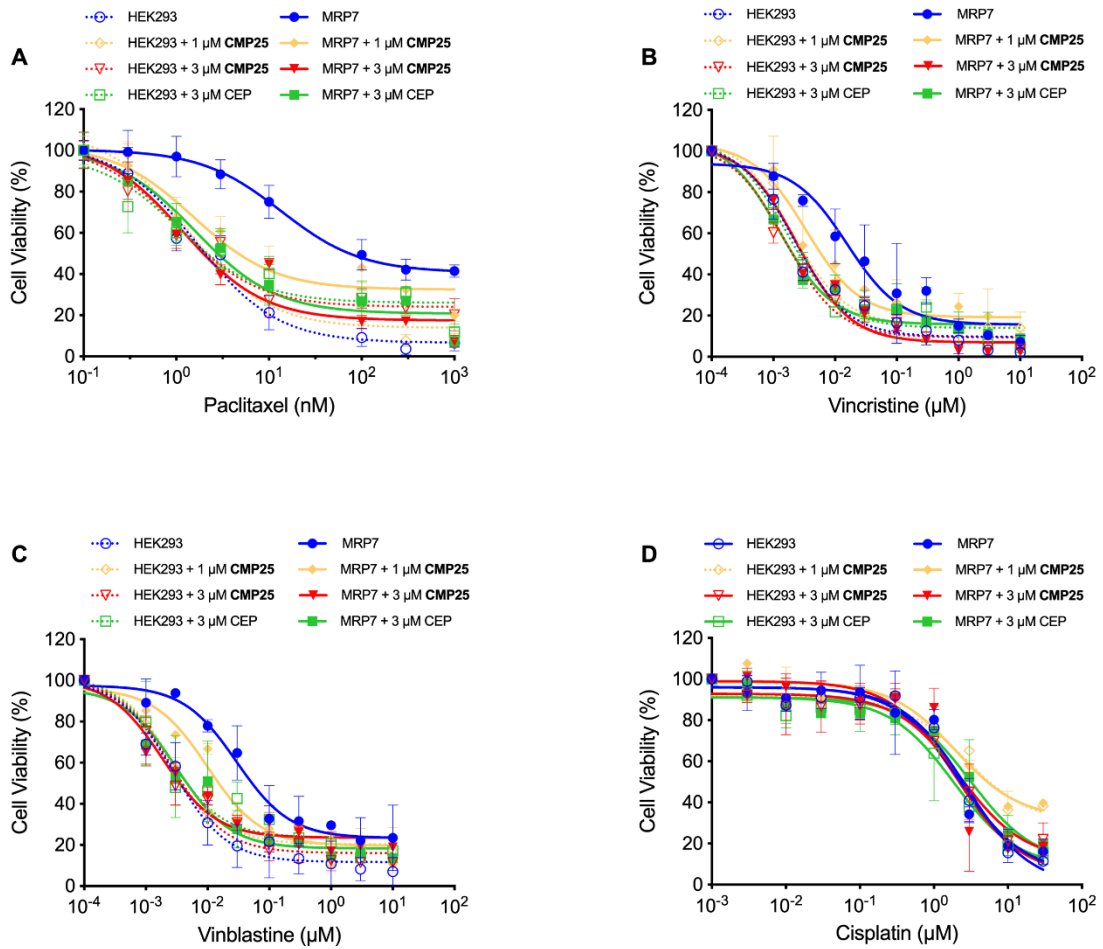 A
HEK293
MRP7
HEK293 + 1 µM CMP25
MRP7 + 1 µM CMP25
HEK293 + 3 µM CMP25
MRP7 + 3 µM CMP25
HEK293 + 3 µM CEP
MRP7 + 3 µM CEP
Cell Viability (%)
120
100
80
60
40
20
0
10⁻¹ 10⁰ 10¹ 10² 10³
Paclitaxel (nM)
B
HEK293
MRP7
HEK293 + 1 µM CMP25
MRP7 + 1 µM CMP25
HEK293 + 3 µM CMP25
MRP7 + 3 µM CMP25
HEK293 + 3 µM CEP
MRP7 + 3 µM CEP
Cell Viability (%)
120
100
80
60
40
20
0
10⁻⁴ 10⁻³ 10⁻² 10⁻¹ 10⁰ 10¹ 10²
Vincristine (µM)
C
HEK293
MRP7
HEK293 + 1 µM CMP25
MRP7 + 1 µM CMP25
HEK293 + 3 µM CMP25
MRP7 + 3 µM CMP25
HEK293 + 3 µM CEP
MRP7 + 3 µM CEP
Cell Viability (%)
120
100
80
60
40
20
0
10⁻⁴ 10⁻³ 10⁻² 10⁻¹ 10⁰ 10¹ 10²
Vinblastine (µM)
D
HEK293
MRP7
HEK293 + 1 µM CMP25
MRP7 + 1 µM CMP25
HEK293 + 3 µM CMP25
MRP7 + 3 µM CMP25
HEK293 + 3 µM CEP
MRP7 + 3 µM CEP
Cell Viability (%)
120
100
80
60
40
20
0
10⁻³ 10⁻² 10⁻¹ 10⁰ 10¹ 10²
Cisplatin (µM)